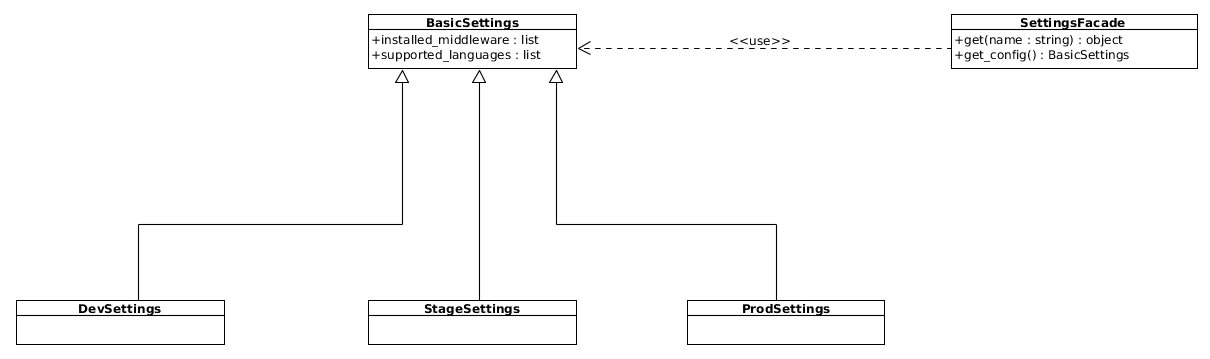 BasicSettings
+installed_middleware : list
+supported_languages : list
<<use>>
SettingsFacade
+get(name : string) : object
+get_config() : BasicSettings
DevSettings
StageSettings
ProdSettings